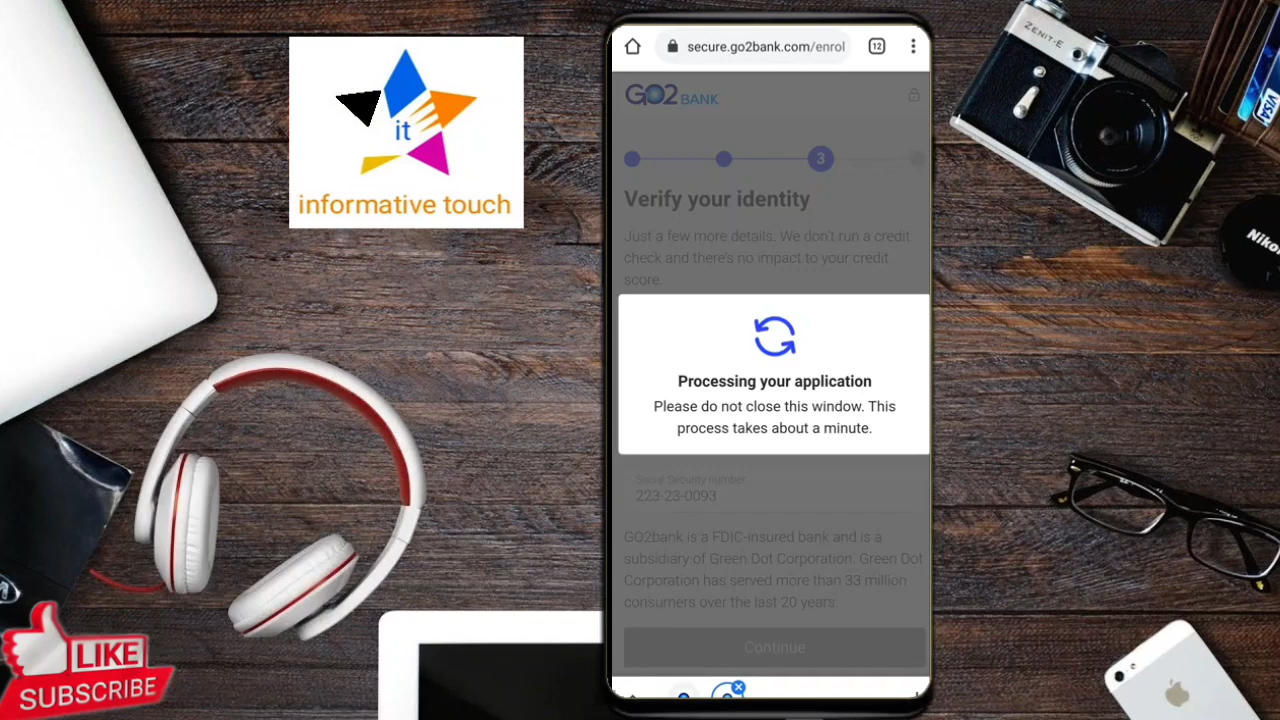 it
informative touch
LIKE
SUBSCRIBE
ZENIT-E
VISA
secure.go2bank.com/enrol
12
GO2 BANK
3
Verify your identity
Just a few more details. We don't run a credit
check and there's no impact to your credit
score.
Processing your application
Please do not close this window. This
process takes about a minute.
Social Security number
223-23-0093
GO2bank is a FDIC-insured bank and is a
subsidiary of Green Dot Corporation. Green Dot
Corporation has served more than 33 million
consumers over the last 20 years.
Continue